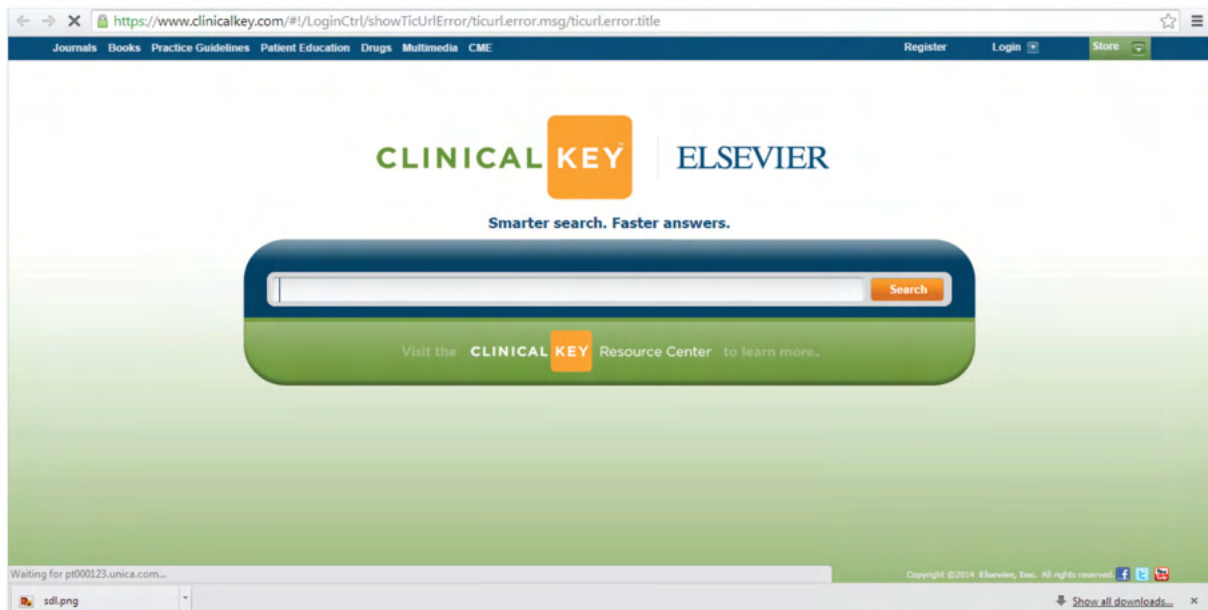 https://www.clinicalkey.com/#!/LoginCtrl/showTicUrlError/ticurl.error.msg/ticurl.error.title
Journals Books Practice Guidelines Patient Education Drugs Multimedia CME Register Login Store
CLINICAL KEY™ ELSEVIER
Smarter search. Faster answers.
Search
Visit the CLINICAL KEY Resource Center to learn more.
Waiting for pt000123.unica.com...
Copyright ©2014 Elsevier, Inc. All rights reserved.
sdl.png Show all downloads...